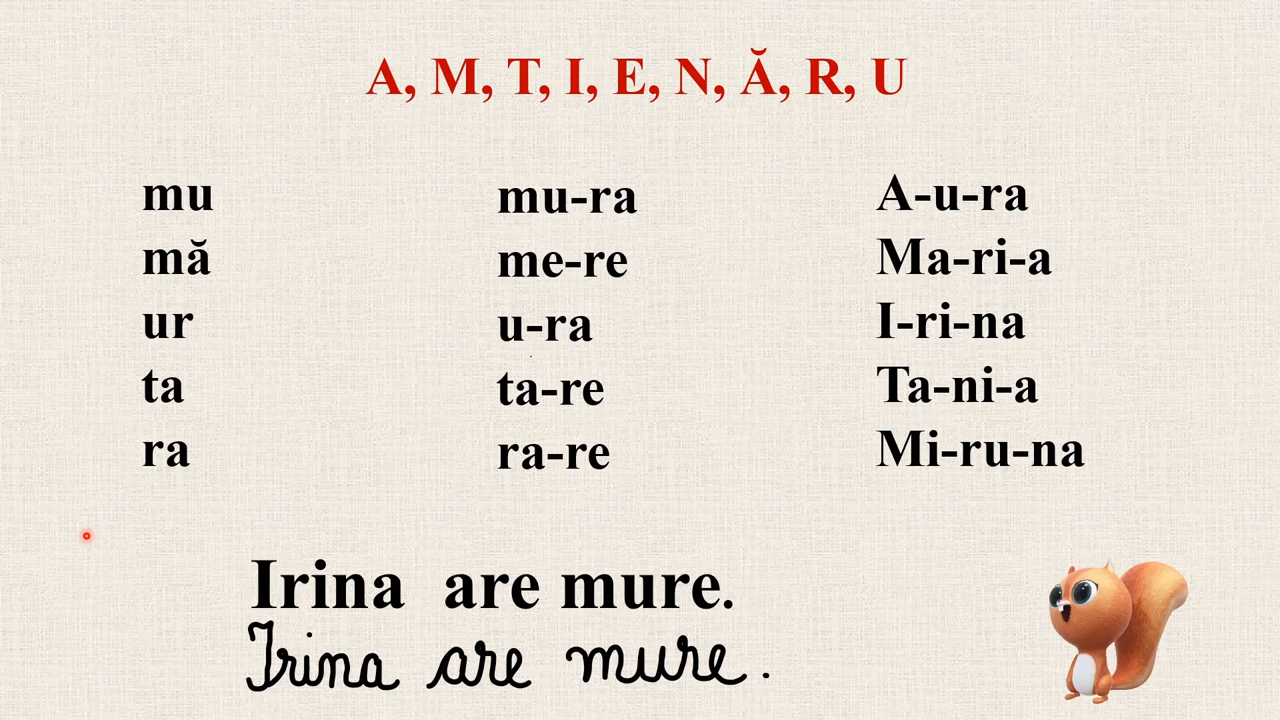 A, M, T, I, E, N, Ă, R, U
mu
mă
ur
ta
ra
mu-ra
me-re
u-ra
ta-re
ra-re
A-u-ra
Ma-ri-a
I-ri-na
Ta-ni-a
Mi-ru-na
Irina are mure.
Irina are mure.